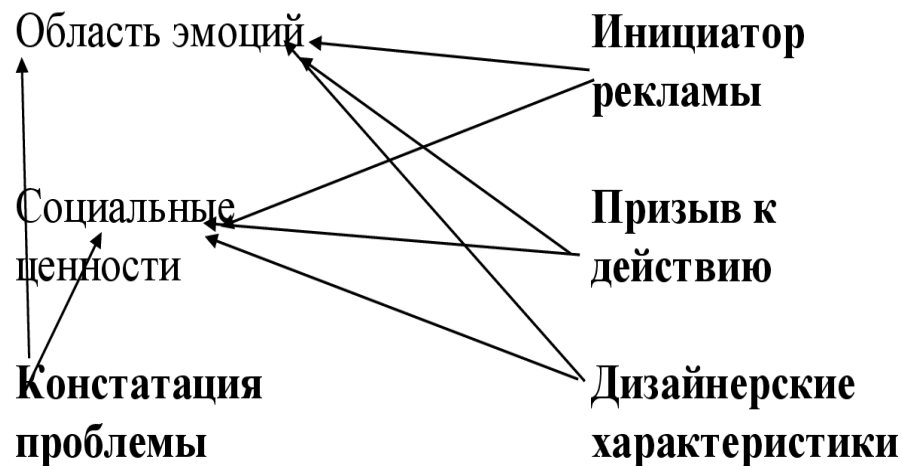 Область эмоций
Инициатор
рекламы
Социальные
ценности
Призыв к
действию
Констатация
проблемы
Дизайнерские
характеристики